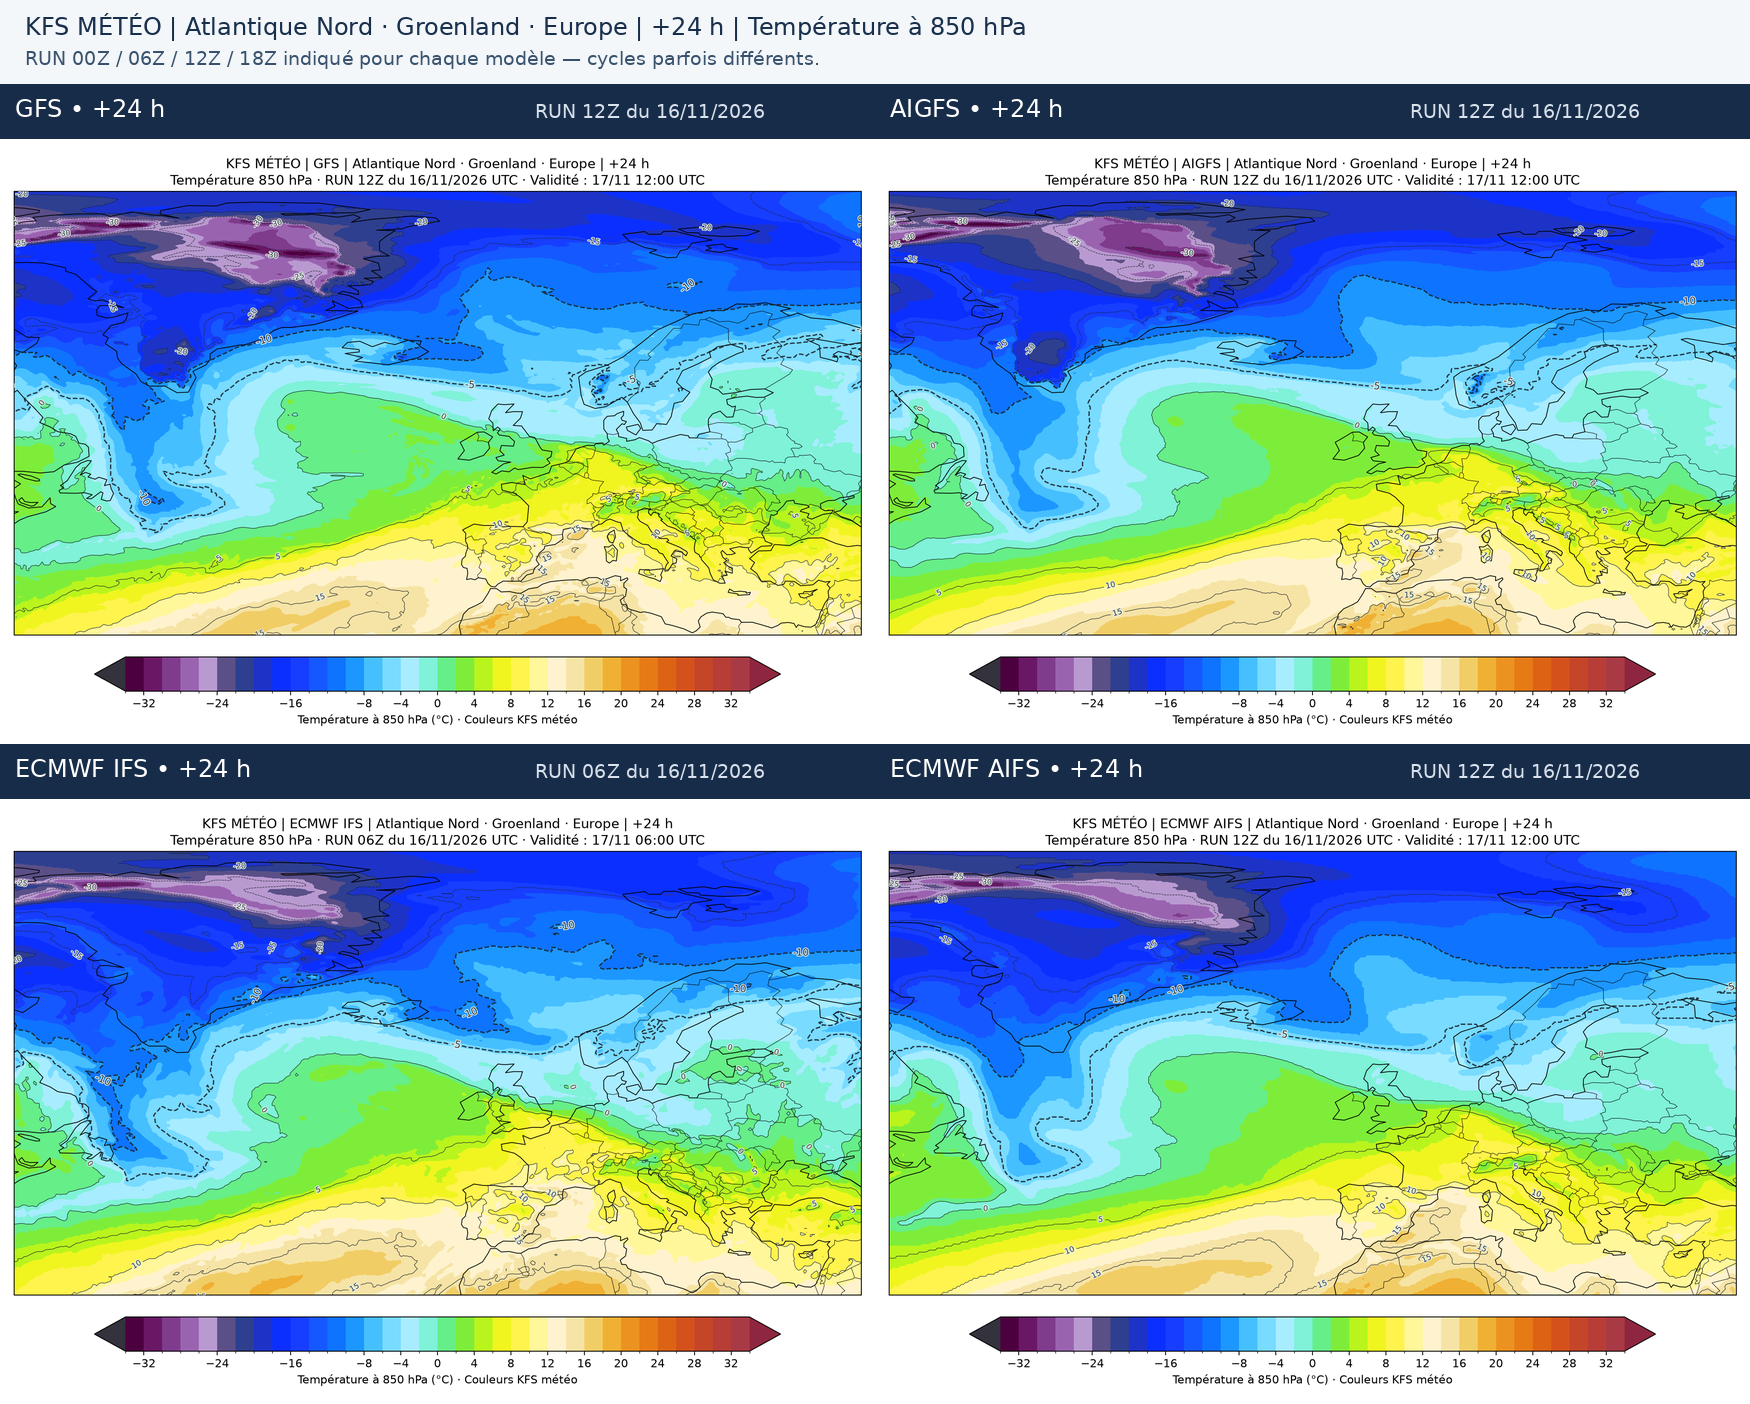 KFS MÉTÉO | Atlantique Nord · Groenland · Europe | +24 h | Température à 850 hPa
RUN 00Z / 06Z / 12Z / 18Z indiqué pour chaque modèle — cycles parfois différents.
GFS • +24 h
RUN 12Z du 16/11/2026
KFS MÉTÉO | GFS | Atlantique Nord · Groenland · Europe | +24 h
Température 850 hPa · RUN 12Z du 16/11/2026 UTC · Validité : 17/11 12:00 UTC
−32 −24 −16 −8 −4 0 4 8 12 16 20 24 28 32
Température à 850 hPa (°C) · Couleurs KFS météo
AIGFS • +24 h
RUN 12Z du 16/11/2026
KFS MÉTÉO | AIGFS | Atlantique Nord · Groenland · Europe | +24 h
Température 850 hPa · RUN 12Z du 16/11/2026 UTC · Validité : 17/11 12:00 UTC
−32 −24 −16 −8 −4 0 4 8 12 16 20 24 28 32
Température à 850 hPa (°C) · Couleurs KFS météo
ECMWF IFS • +24 h
RUN 06Z du 16/11/2026
KFS MÉTÉO | ECMWF IFS | Atlantique Nord · Groenland · Europe | +24 h
Température 850 hPa · RUN 06Z du 16/11/2026 UTC · Validité : 17/11 06:00 UTC
−32 −24 −16 −8 −4 0 4 8 12 16 20 24 28 32
Température à 850 hPa (°C) · Couleurs KFS météo
ECMWF AIFS • +24 h
RUN 12Z du 16/11/2026
KFS MÉTÉO | ECMWF AIFS | Atlantique Nord · Groenland · Europe | +24 h
Température 850 hPa · RUN 12Z du 16/11/2026 UTC · Validité : 17/11 12:00 UTC
−32 −24 −16 −8 −4 0 4 8 12 16 20 24 28 32
Température à 850 hPa (°C) · Couleurs KFS météo